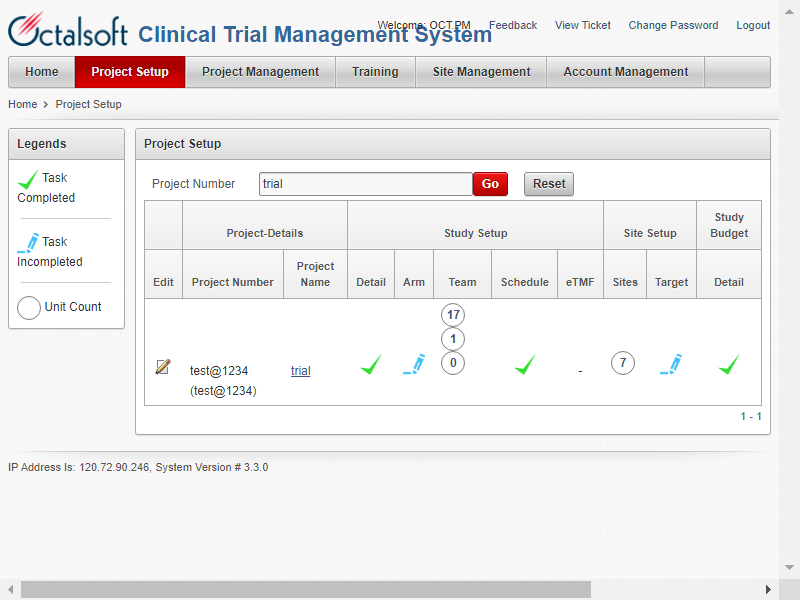 Octalsoft Clinical Trial Management System
Welcome, OCT.PM Feedback View Ticket Change Password Logout
Home Project Setup Project Management Training Site Management Account Management
Home > Project Setup
Legends
Task
Completed
Task
Incompleted
Unit Count
Project Setup
Project Number trial Go Reset
Project-Details Study Setup Site Setup Study
Budget
Edit Project Number Project
Name Detail Arm Team Schedule eTMF Sites Target Detail
17
1
0
test@1234
(test@1234)
trial - 7
1 - 1
IP Address Is: 120.72.90.246, System Version # 3.3.0